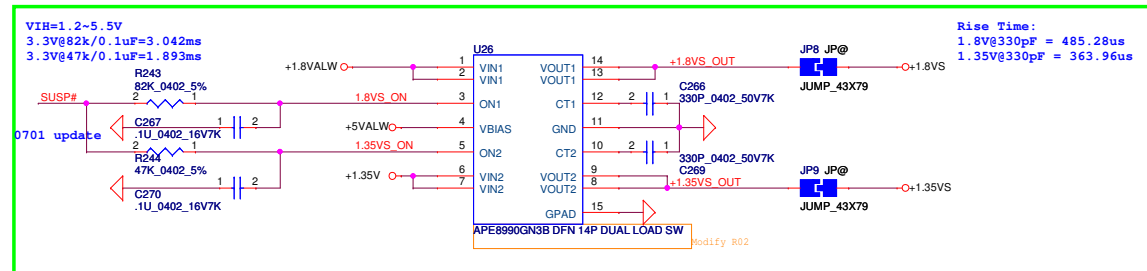 VIH=1.2~5.5V
3.3V@82k/0.1uF=3.042ms
3.3V@47k/0.1uF=1.893ms
Rise Time:
1.8V@330pF = 485.28us
1.35V@330pF = 363.96us
U26
+1.8VALW
1 VIN1
2 VIN1
VOUT1 14
VOUT1 13
+1.8VS_OUT
JP8 JP@
JUMP_43X79
+1.8VS
SUSP#
R243
82K_0402_5%
2 1
1.8VS_ON
3 ON1
CT1 12
2 1
C266
330P_0402_50V7K
C267
.1U_0402_16V7K
1 2
+5VALW
4 VBIAS
GND 11
0701 update
2 1
R244
47K_0402_5%
1.35VS_ON
5 ON2
CT2 10
2 1
330P_0402_50V7K
C269
C270
.1U_0402_16V7K
1 2
+1.35V
6 VIN2
7 VIN2
VOUT2 9
VOUT2 8
+1.35VS_OUT
JP9 JP@
JUMP_43X79
+1.35VS
GPAD 15
APE8990GN3B DFN 14P DUAL LOAD SW
Modify R02